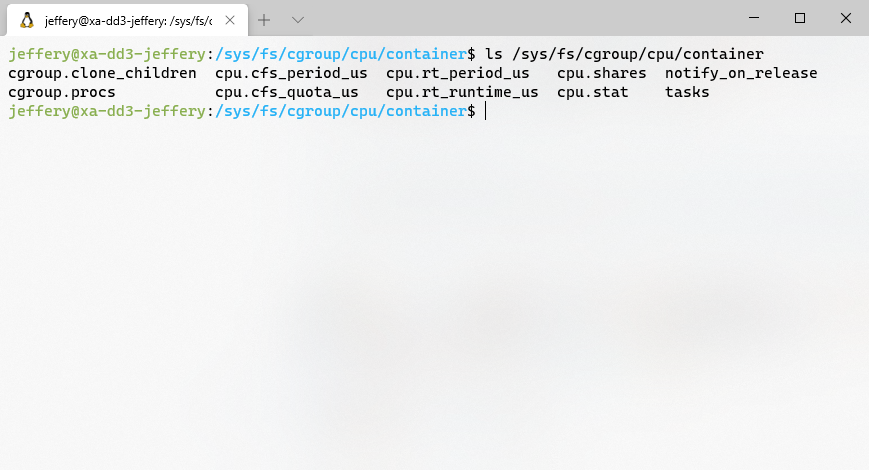 jeffery@xa-dd3-jeffery: /sys/fs/c
jeffery@xa-dd3-jeffery:/sys/fs/cgroup/cpu/container$ ls /sys/fs/cgroup/cpu/container
cgroup.clone_children  cpu.cfs_period_us  cpu.rt_period_us   cpu.shares  notify_on_release
cgroup.procs           cpu.cfs_quota_us   cpu.rt_runtime_us  cpu.stat    tasks
jeffery@xa-dd3-jeffery:/sys/fs/cgroup/cpu/container$